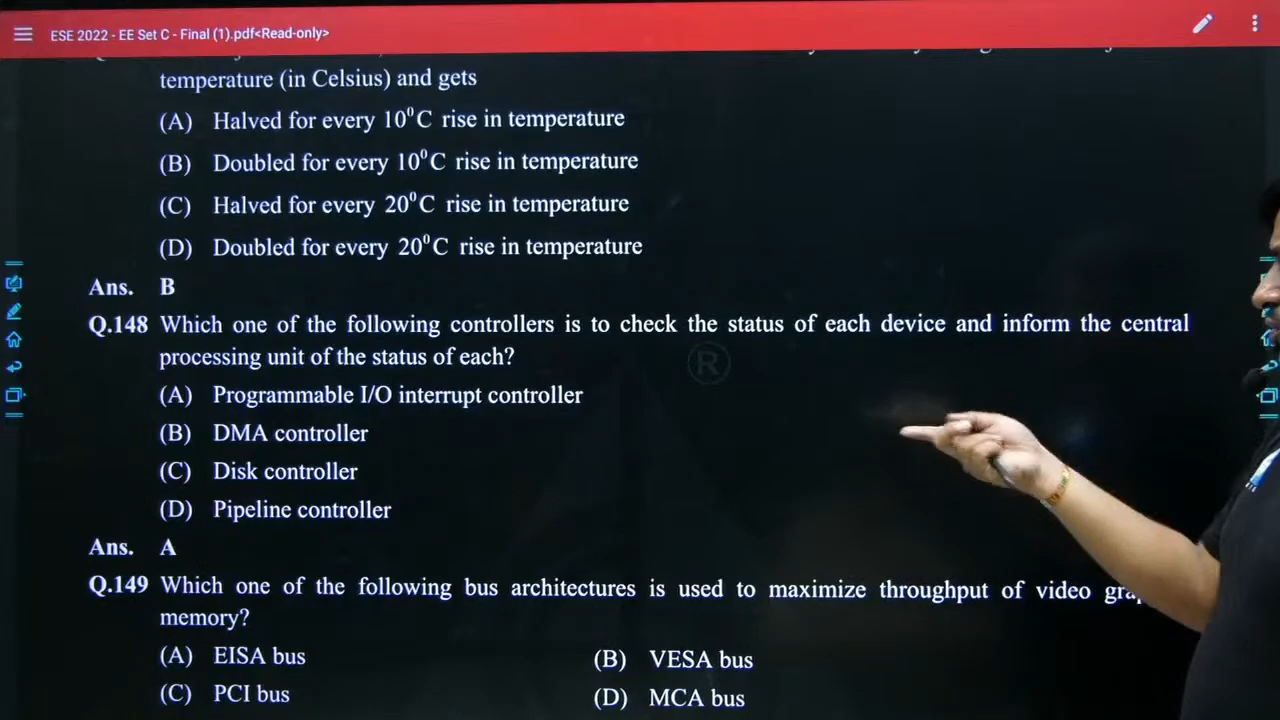 ESE 2022 - EE Set C - Final (1).pdf<Read-only>
temperature (in Celsius) and gets
(A) Halved for every 10⁰C rise in temperature
(B) Doubled for every 10⁰C rise in temperature
(C) Halved for every 20⁰C rise in temperature
(D) Doubled for every 20⁰C rise in temperature
Ans. B
Q.148 Which one of the following controllers is to check the status of each device and inform the central
processing unit of the status of each?
®
(A) Programmable I/O interrupt controller
(B) DMA controller
(C) Disk controller
(D) Pipeline controller
Ans. A
Q.149 Which one of the following bus architectures is used to maximize throughput of video
memory?
(A) EISA bus (B) VESA bus
(C) PCI bus (D) MCA bus